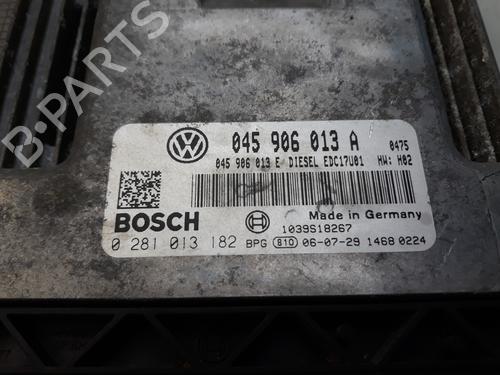 045 906 013 A 0475
045 906 013 E DIESEL EDC17U01 HW: H02
BOSCH
Made in Germany
1039S18267
0 281 013 182 BPG 810 06-07-29 1468 0224